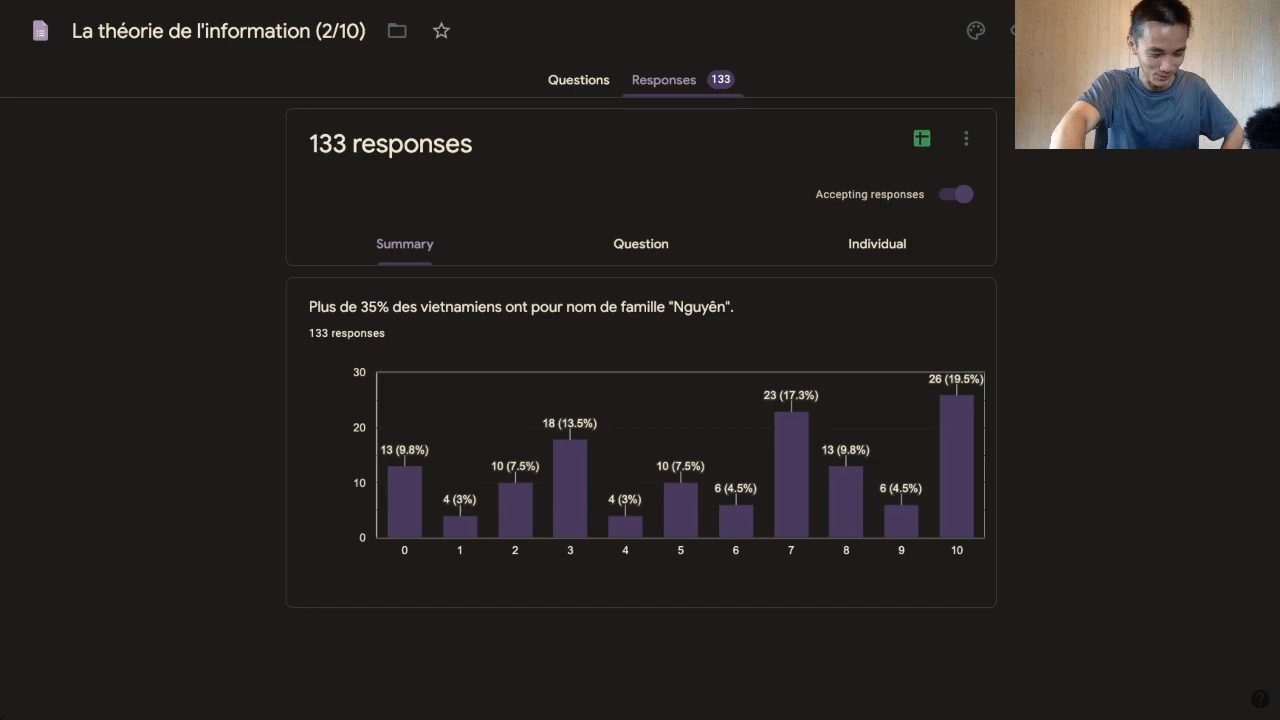 La théorie de l'information (2/10)
Questions
Responses 133
133 responses
Accepting responses
Summary
Question
Individual
Plus de 35% des vietnamiens ont pour nom de famille "Nguyên".
133 responses
30
20
10
0
13 (9.8%)
4 (3%)
10 (7.5%)
18 (13.5%)
4 (3%)
10 (7.5%)
6 (4.5%)
23 (17.3%)
13 (9.8%)
6 (4.5%)
26 (19.5%)
0 1 2 3 4 5 6 7 8 9 10